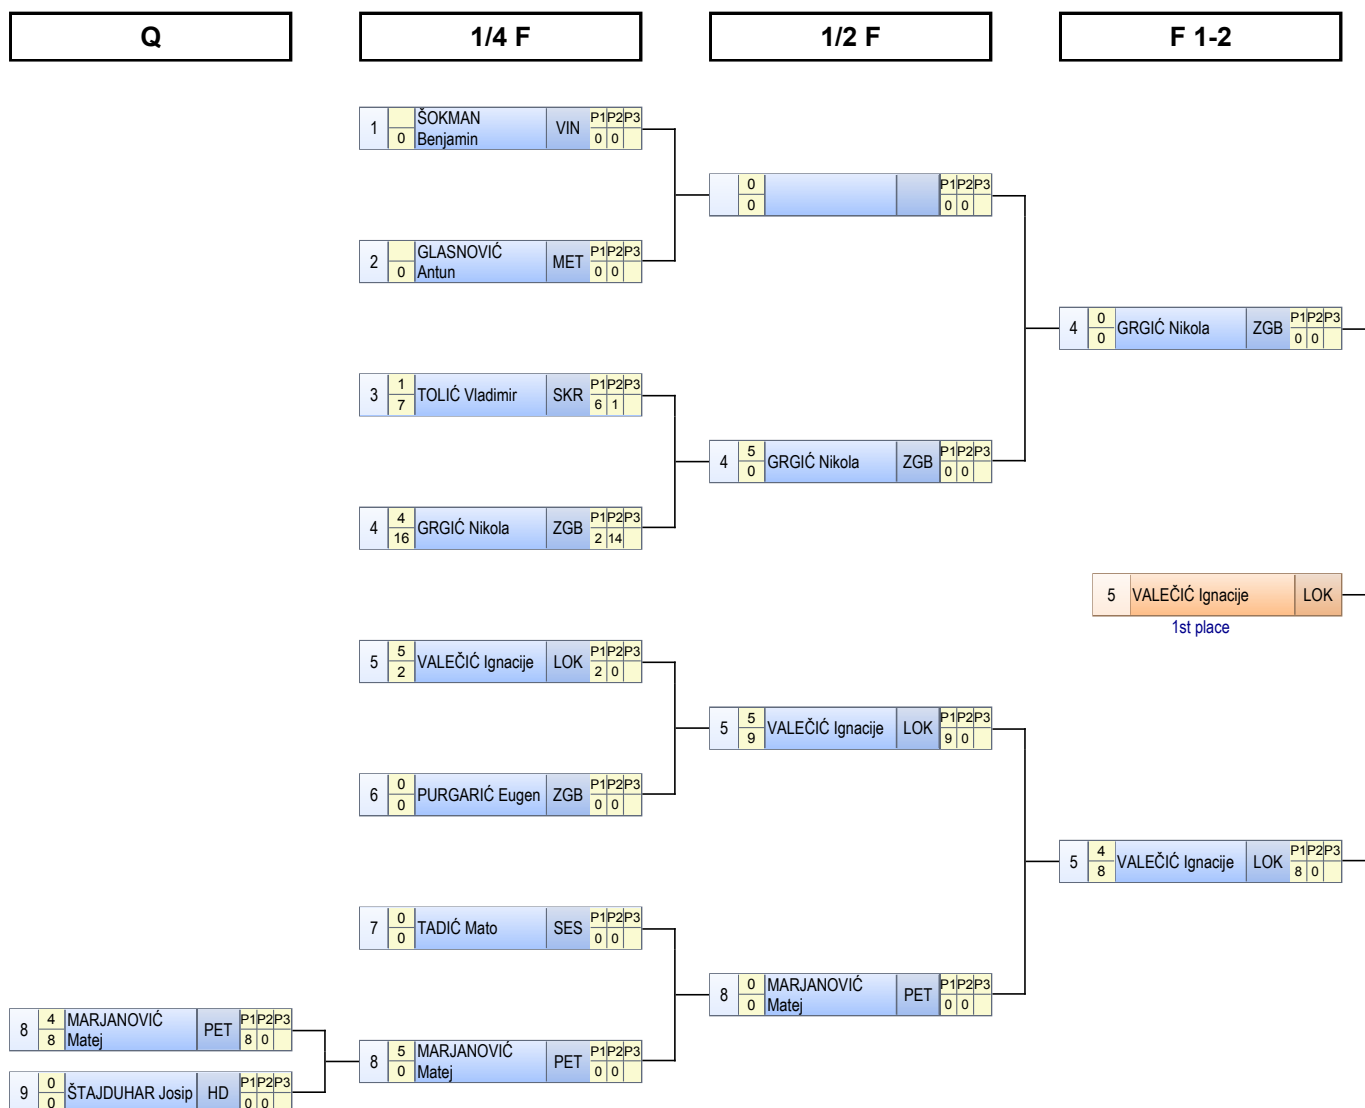 Q 1/4 F 1/2 F F 1-2
1 ŠOKMAN Benjamin VIN P1 P2 P3
0 0 0
0 P1 P2 P3
0 0 0
2 GLASNOVIĆ Antun MET P1 P2 P3
0 0 0
4 0 GRGIĆ Nikola ZGB P1 P2 P3
0 0 0
3 1 TOLIĆ Vladimir SKR P1 P2 P3
7 6 1
4 5 GRGIĆ Nikola ZGB P1 P2 P3
0 0 0
4 4 GRGIĆ Nikola ZGB P1 P2 P3
16 2 14
5 VALEČIĆ Ignacije LOK
1st place
5 5 VALEČIĆ Ignacije LOK P1 P2 P3
2 2 0
5 5 VALEČIĆ Ignacije LOK P1 P2 P3
9 9 0
6 0 PURGARIĆ Eugen ZGB P1 P2 P3
0 0 0
5 4 VALEČIĆ Ignacije LOK P1 P2 P3
8 8 0
7 0 TADIĆ Mato SES P1 P2 P3
0 0 0
8 0 MARJANOVIĆ Matej PET P1 P2 P3
0 0 0
8 4 MARJANOVIĆ Matej PET P1 P2 P3
8 8 0
8 5 MARJANOVIĆ Matej PET P1 P2 P3
0 0 0
9 0 ŠTAJDUHAR Josip HD P1 P2 P3
0 0 0